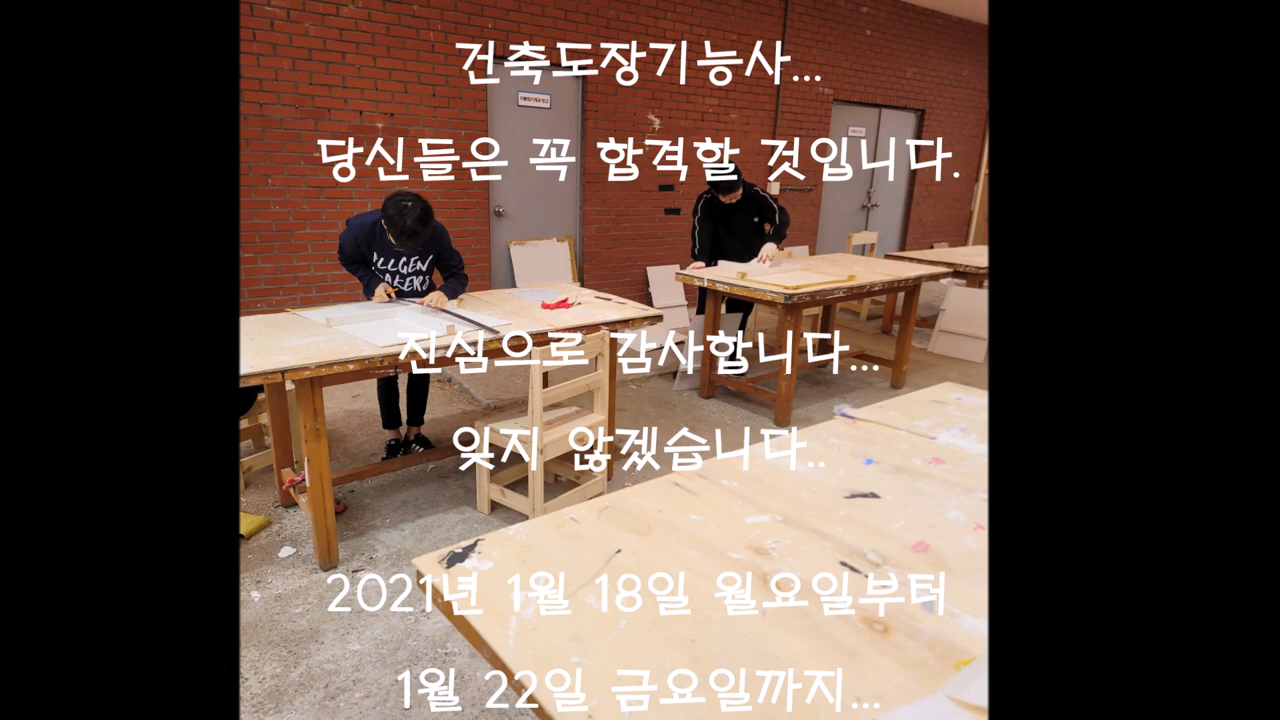 건축도장기능사...
당신들은 꼭 합격할 것입니다.
진심으로 감사합니다...
잊지 않겠습니다..
2021년 1월 18일 월요일부터
1월 22일 금요일까지...